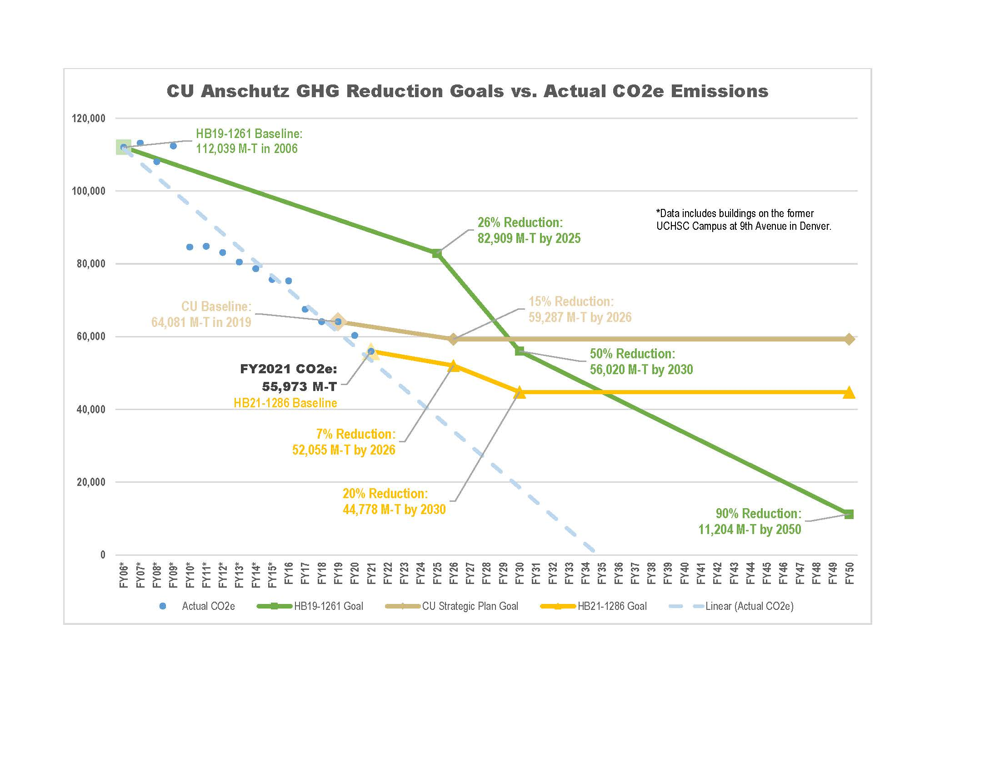 CU Anschutz GHG Reduction Goals vs. Actual CO2e Emissions
120,000
100,000
80,000
60,000
40,000
20,000
0
HB19-1261 Baseline:
112,039 M-T in 2006
*Data includes buildings on the former
UCHSC Campus at 9th Avenue in Denver.
26% Reduction:
82,909 M-T by 2025
CU Baseline:
64,081 M-T in 2019
15% Reduction:
59,287 M-T by 2026
50% Reduction:
56,020 M-T by 2030
FY2021 CO2e:
55,973 M-T
HB21-1286 Baseline
7% Reduction:
52,055 M-T by 2026
20% Reduction:
44,778 M-T by 2030
90% Reduction:
11,204 M-T by 2050
FY06*
FY07*
FY08*
FY09*
FY10*
FY11*
FY12*
FY13*
FY14*
FY15*
FY16
FY17
FY18
FY19
FY20
FY21
FY22
FY23
FY24
FY25
FY26
FY27
FY28
FY29
FY30
FY31
FY32
FY33
FY34
FY35
FY36
FY37
FY38
FY39
FY40
FY41
FY42
FY43
FY44
FY45
FY46
FY47
FY48
FY49
FY50
Actual CO2e
HB19-1261 Goal
CU Strategic Plan Goal
HB21-1286 Goal
Linear (Actual CO2e)